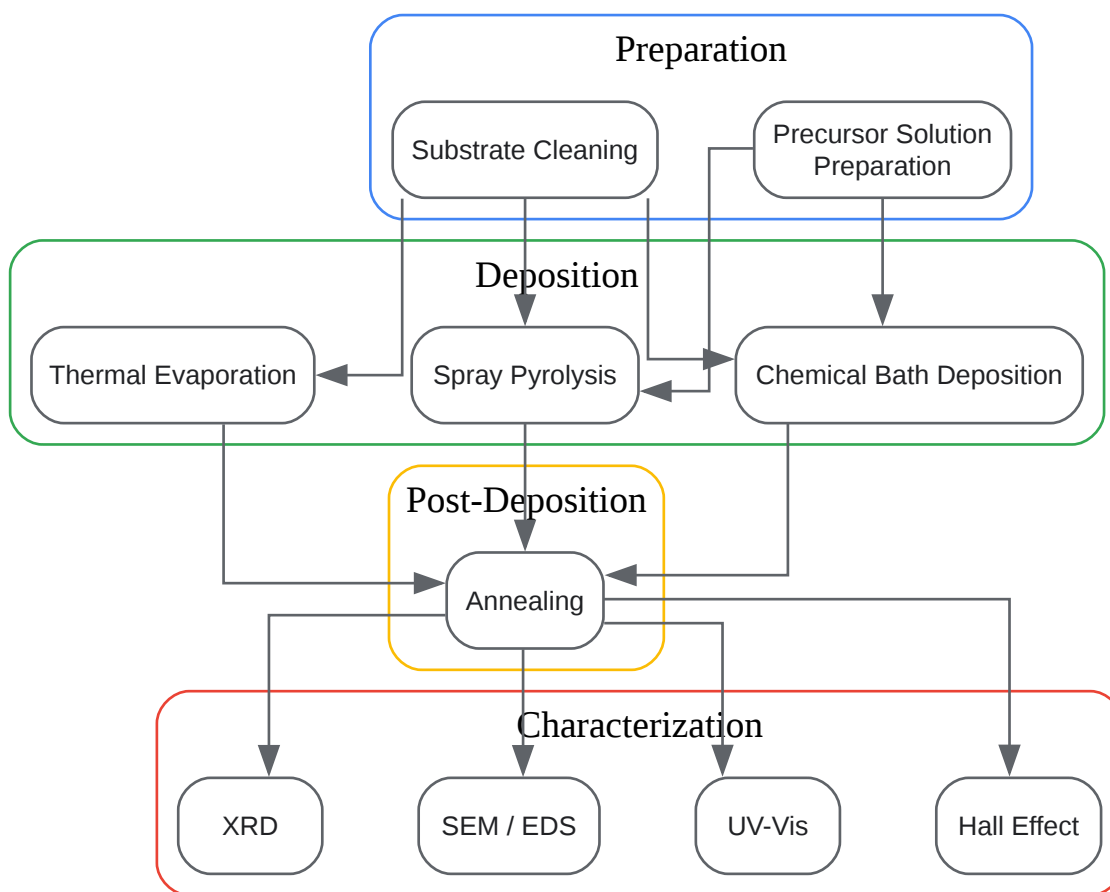 Preparation
Substrate Cleaning
Precursor Solution
Preparation
Deposition
Thermal Evaporation
Spray Pyrolysis
Chemical Bath Deposition
Post-Deposition
Annealing
Characterization
XRD
SEM / EDS
UV-Vis
Hall Effect